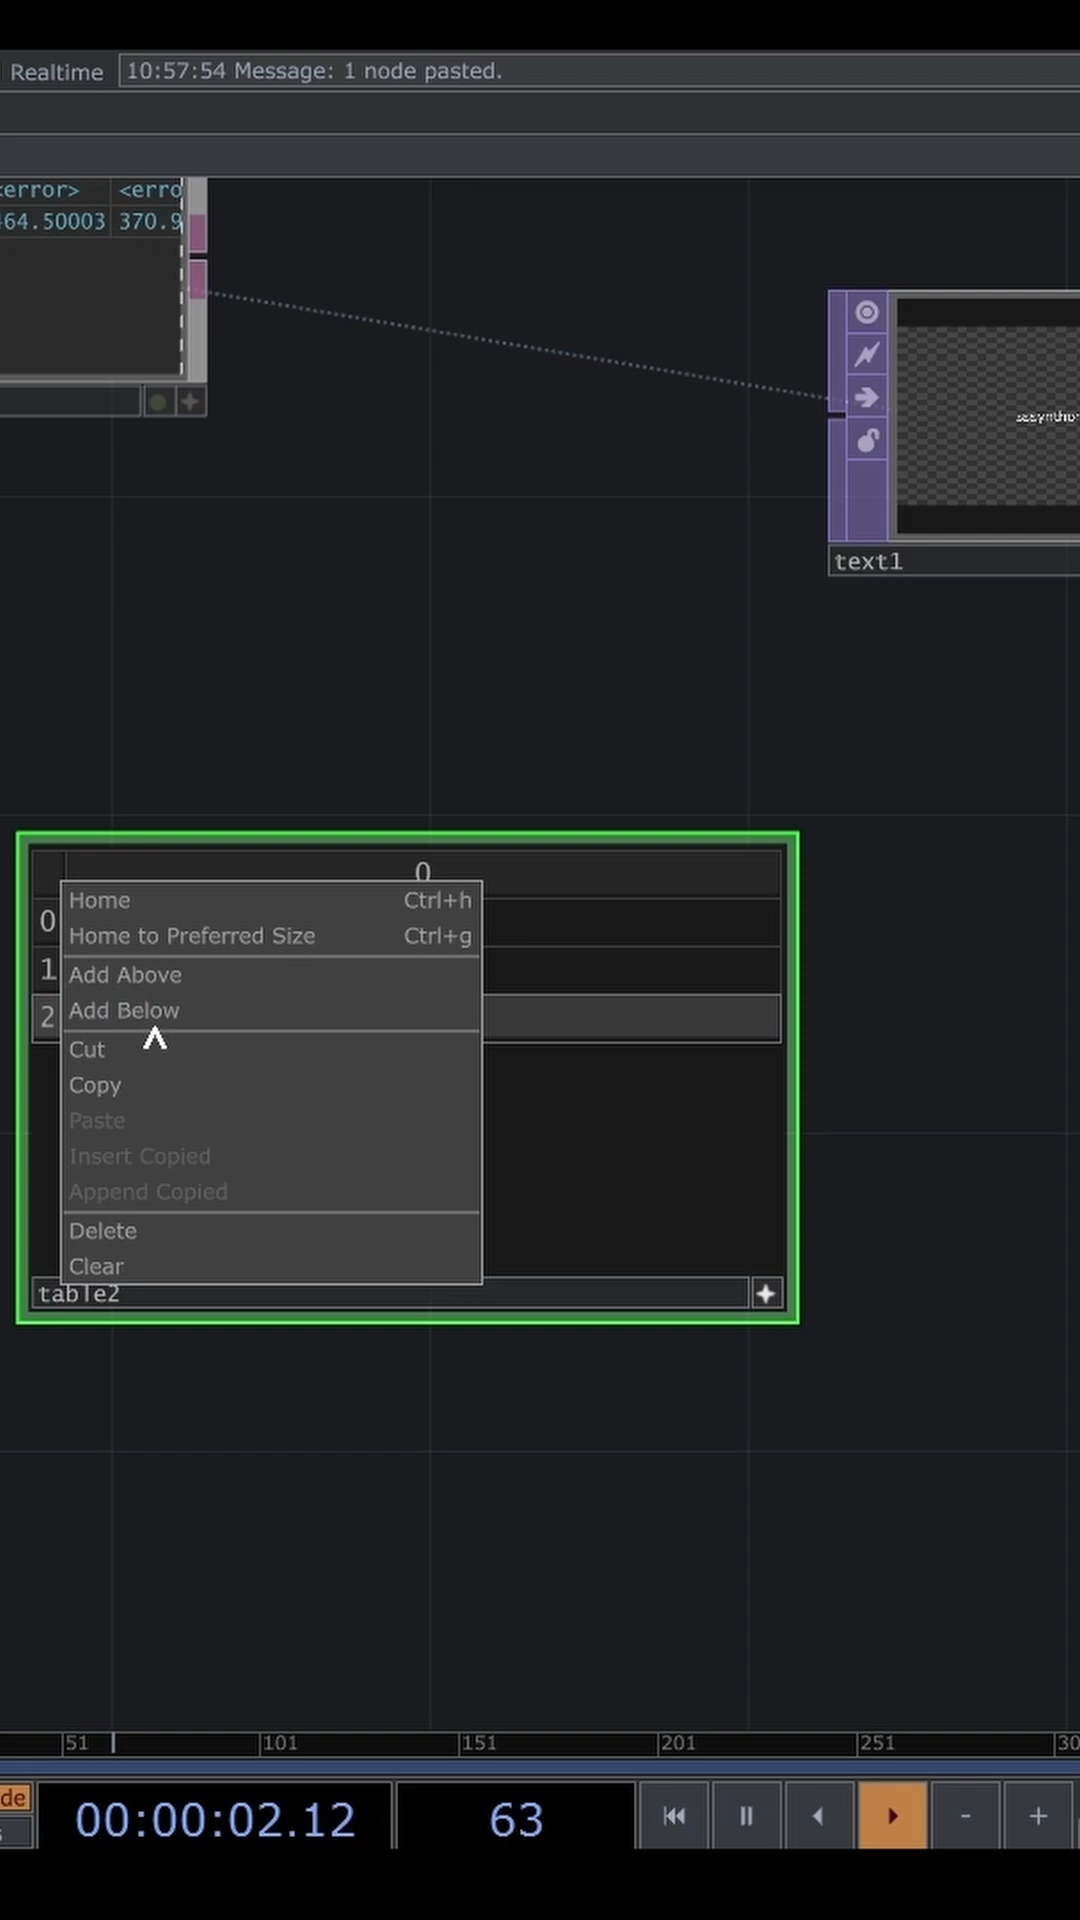 Realtime 10:57:54 Message: 1 node pasted.
<error> <erro
464.50003 370.9
text1
0
0
1
2
Home Ctrl+h
Home to Preferred Size Ctrl+g
Add Above
Add Below
Cut
Copy
Paste
Insert Copied
Append Copied
Delete
Clear
table2
51 101 151 201 251 30
de
00:00:02.12 63 - +